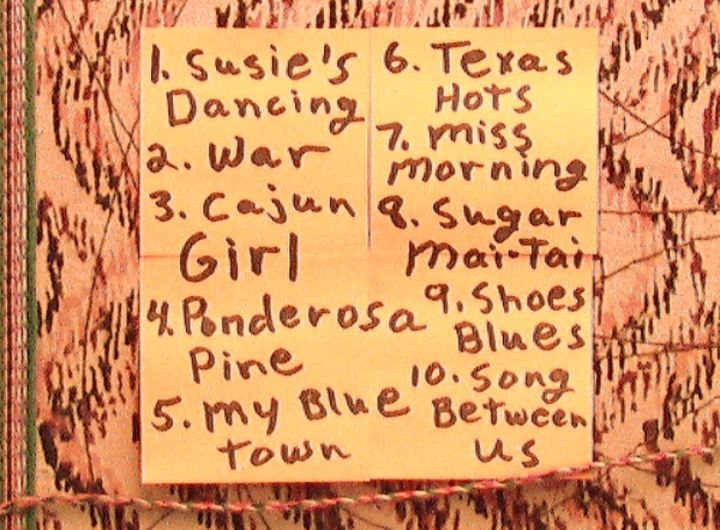 1. Susie's
Dancing
2. War
3. Cajun
Girl
4. Ponderosa
Pine
5. My Blue
Town
6. Texas
Hots
7. Miss
Morning
8. Sugar
Mai-Tai
9. Shoes
Blues
10. Song
Between
Us